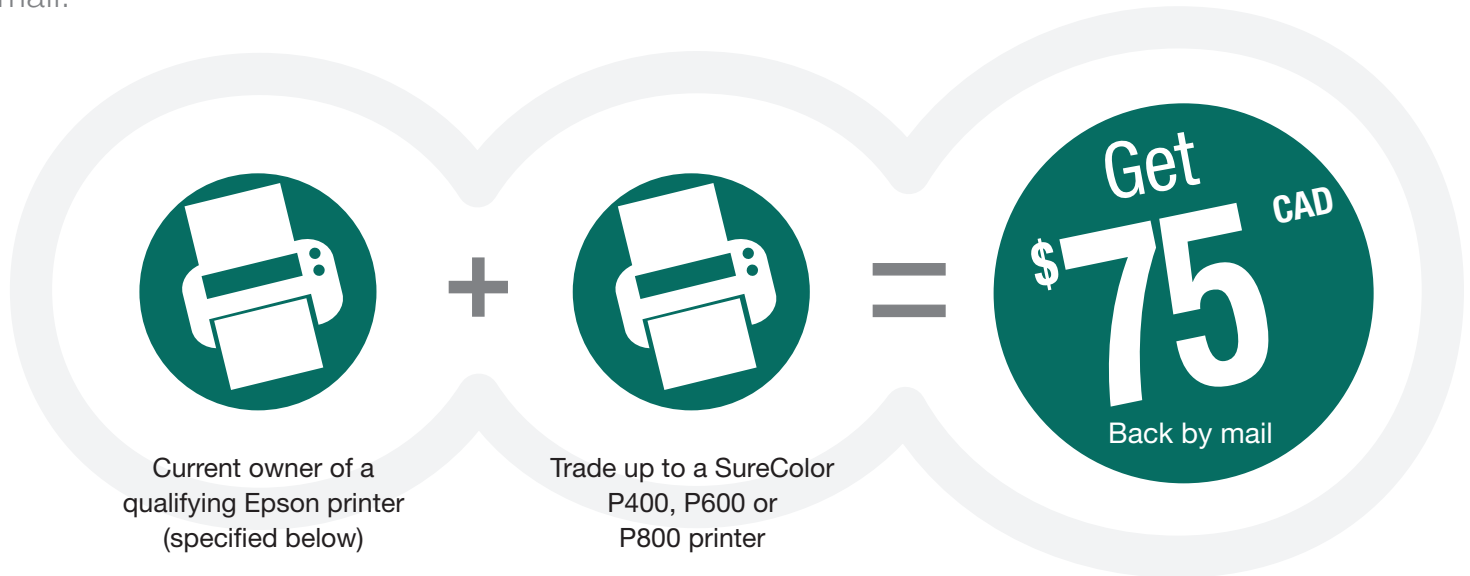 mail.
Get
$75 CAD
Back by mail
Current owner of a
qualifying Epson printer
(specified below)
Trade up to a SureColor
P400, P600 or
P800 printer